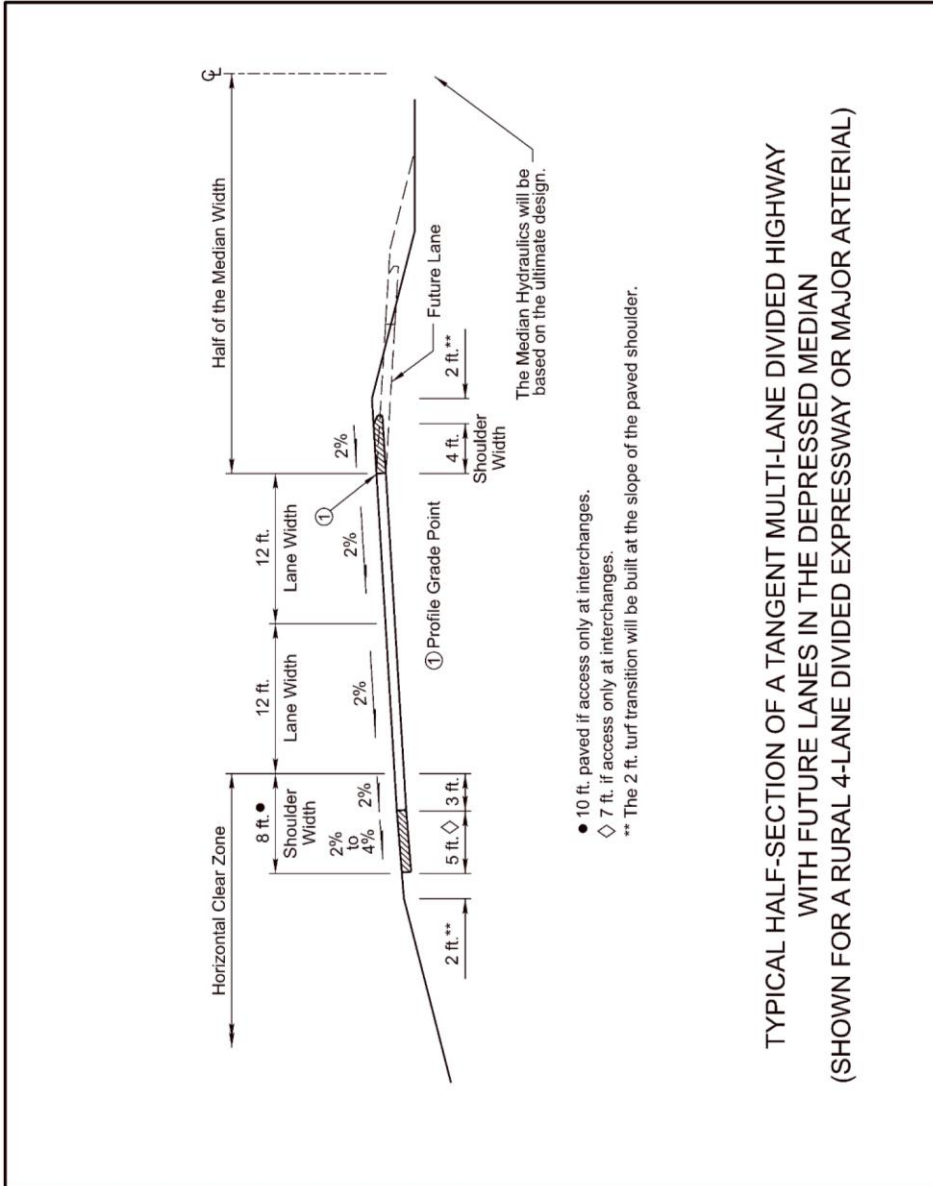 ℄
Half of the Median Width
Horizontal Clear Zone
8 ft. ●
Shoulder
Width
12 ft.
Lane Width
12 ft.
Lane Width
2%
to
4%
2%
2%
2%
2%
①
2 ft.**
5 ft. ◇
3 ft.
4 ft.
Shoulder
Width
2 ft.**
Future Lane
① Profile Grade Point
The Median Hydraulics will be
based on the ultimate design.
● 10 ft. paved if access only at interchanges.
◇ 7 ft. if access only at interchanges.
** The 2 ft. turf transition will be built at the slope of the paved shoulder.
TYPICAL HALF-SECTION OF A TANGENT MULTI-LANE DIVIDED HIGHWAY
WITH FUTURE LANES IN THE DEPRESSED MEDIAN
(SHOWN FOR A RURAL 4-LANE DIVIDED EXPRESSWAY OR MAJOR ARTERIAL)